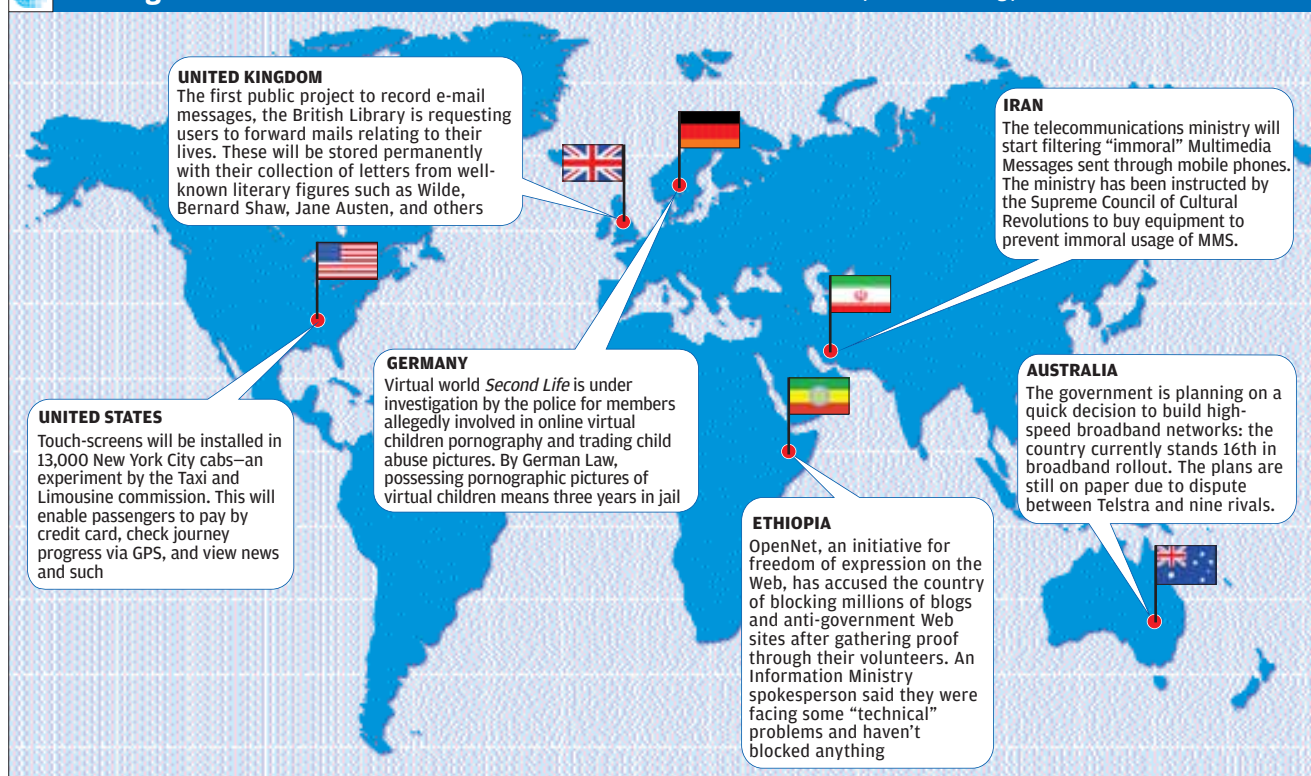 UNITED KINGDOM
The first public project to record e-mail
messages, the British Library is requesting
users to forward mails relating to their
lives. These will be stored permanently
with their collection of letters from well-
known literary figures such as Wilde,
Bernard Shaw, Jane Austen, and others
IRAN
The telecommunications ministry will
start filtering “immoral” Multimedia
Messages sent through mobile phones.
The ministry has been instructed by
the Supreme Council of Cultural
Revolutions to buy equipment to
prevent immoral usage of MMS.
UNITED STATES
Touch-screens will be installed in
13,000 New York City cabs—an
experiment by the Taxi and
Limousine commission. This will
enable passengers to pay by
credit card, check journey
progress via GPS, and view news
and such
GERMANY
Virtual world Second Life is under
investigation by the police for members
allegedly involved in online virtual
children pornography and trading child
abuse pictures. By German Law,
possessing pornographic pictures of
virtual children means three years in jail
AUSTRALIA
The government is planning on a
quick decision to build high-
speed broadband networks: the
country currently stands 16th in
broadband rollout. The plans are
still on paper due to dispute
between Telstra and nine rivals.
ETHIOPIA
OpenNet, an initiative for
freedom of expression on the
Web, has accused the country
of blocking millions of blogs
and anti-government Web
sites after gathering proof
through their volunteers. An
Information Ministry
spokesperson said they were
facing some “technical”
problems and haven’t
blocked anything